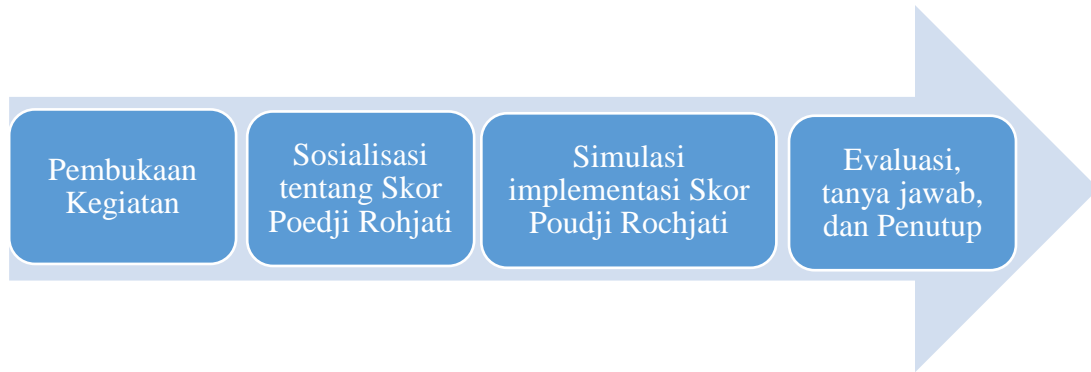 Pembukaan
Kegiatan
Sosialisasi
tentang Skor
Poedji Rohjati
Simulasi
implementasi Skor
Poudji Rochjati
Evaluasi,
tanya jawab,
dan Penutup